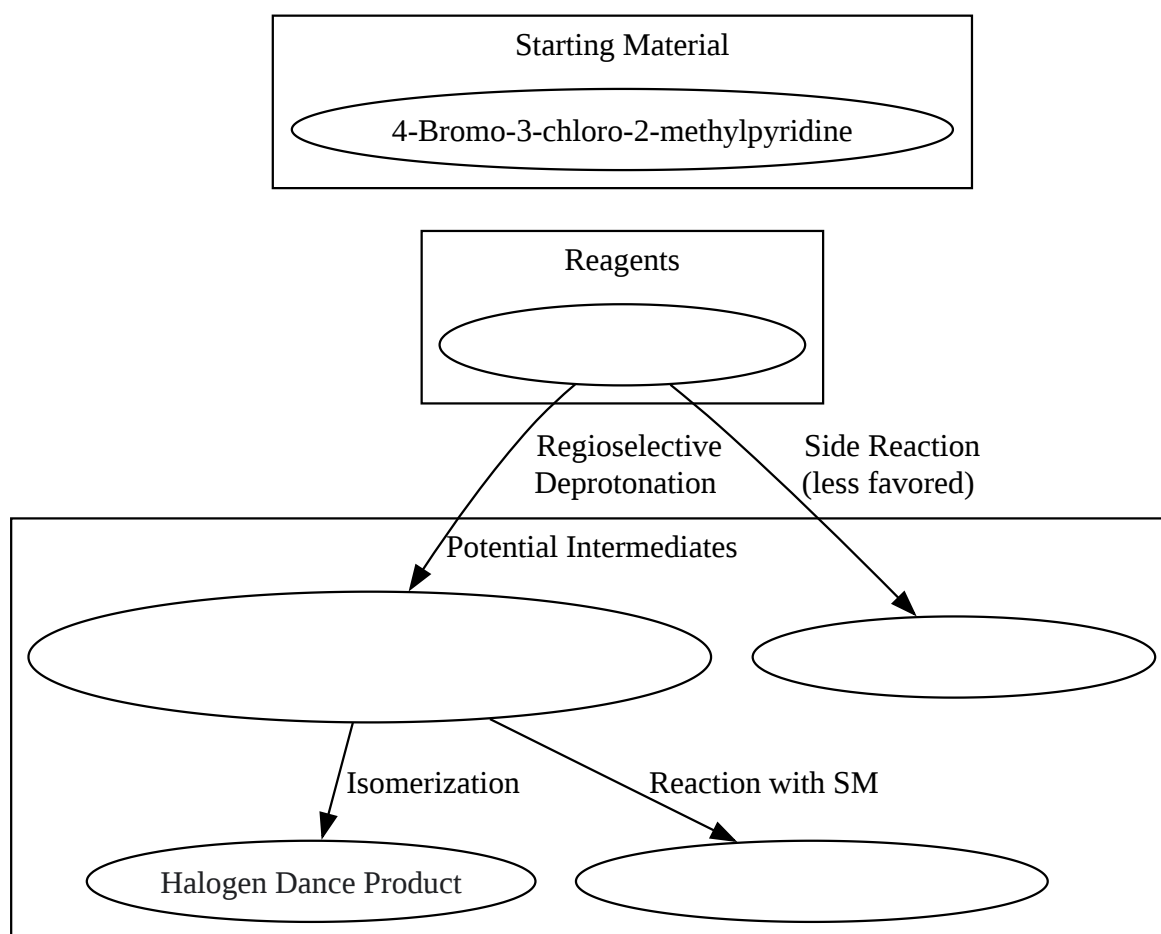 Starting Material
4-Bromo-3-chloro-2-methylpyridine
Reagents
Regioselective
Deprotonation
Side Reaction
(less favored)
Potential Intermediates
Isomerization
Reaction with SM
Halogen Dance Product